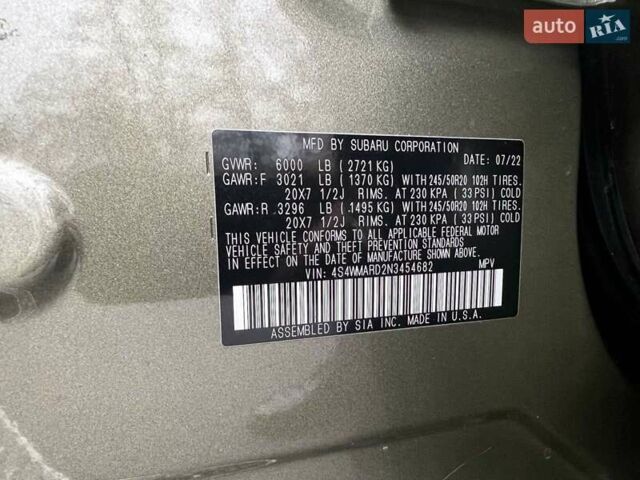 auto RIA.com
MFD BY SUBARU CORPORATION
GVWR: 6000 LB (2721KG) DATE: 07/22
GAWR:F 3021 LB (1370 KG) WITH 245/50R20 102H TIRES.
20X7 1/2J RIMS. AT 230 KPA (33 PSI) COLD
GAWR:R 3296 LB (1495 KG) WITH 245/50R20 102H TIRES.
20X7 1/2J RIMS. AT 230 KPA (33 PSI) COLD
THIS VEHICLE CONFORMS TO ALL APPLICABLE FEDERAL MOTOR
VEHICLE SAFETY AND THEFT PREVENTION STANDARDS
IN EFFECT ON THE DATE OF MANUFACTURE SHOWN ABOVE.
VIN: 4S4WMARD2N3454682 MPV
ASSEMBLED BY SIA INC. MADE IN U.S.A.